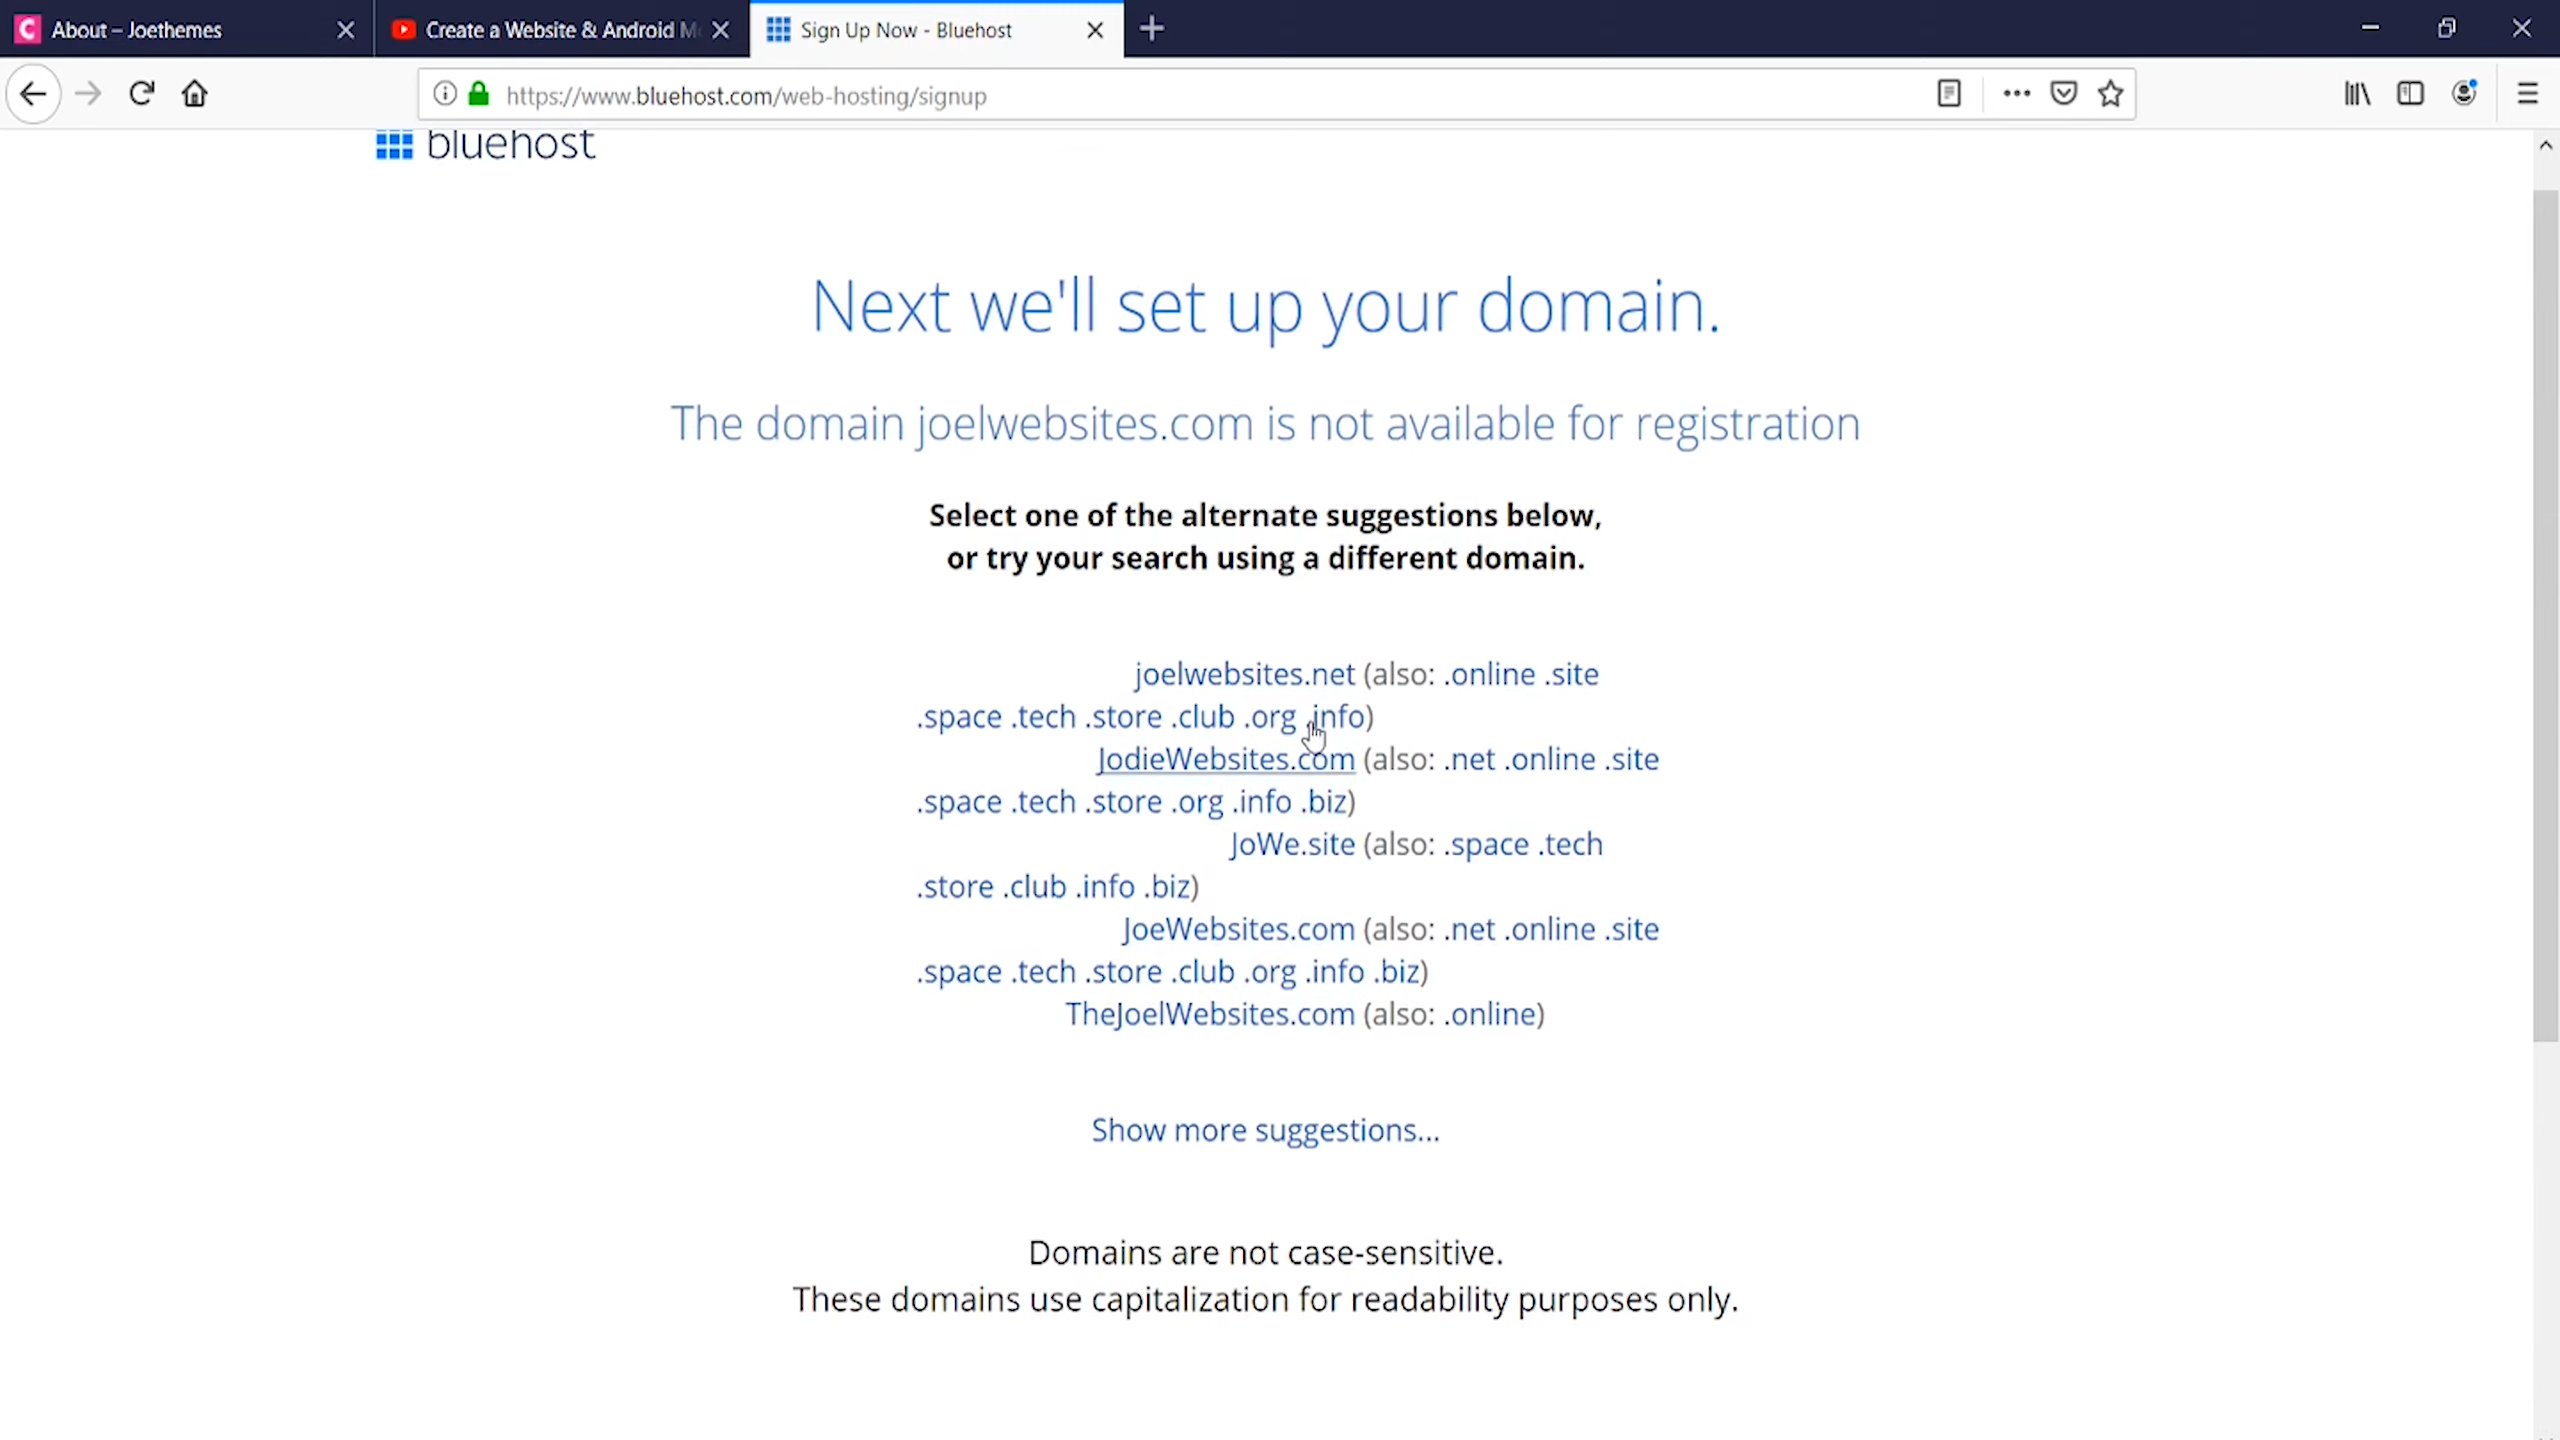 About – Joethemes
Create a Website & Android M
Sign Up Now - Bluehost
https://www.bluehost.com/web-hosting/signup
bluehost
Next we'll set up your domain.
The domain joelwebsites.com is not available for registration
Select one of the alternate suggestions below,
or try your search using a different domain.
joelwebsites.net (also: .online .site
.space .tech .store .club .org .info)
JodieWebsites.com (also: .net .online .site
.space .tech .store .org .info .biz)
JoWe.site (also: .space .tech
.store .club .info .biz)
JoeWebsites.com (also: .net .online .site
.space .tech .store .club .org .info .biz)
TheJoelWebsites.com (also: .online)
Show more suggestions...
Domains are not case-sensitive.
These domains use capitalization for readability purposes only.